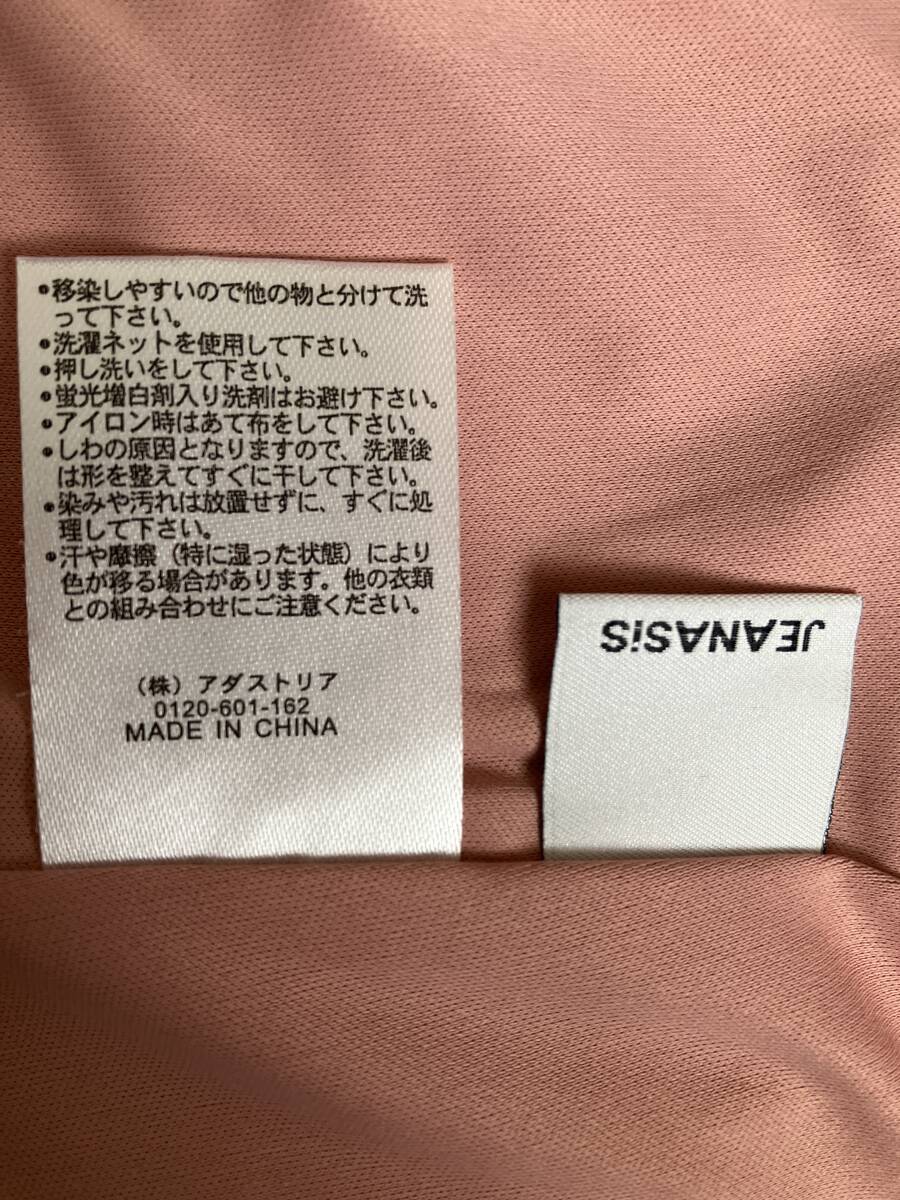 ・移染しやすいので他の物と分けて洗
って下さい。
・洗濯ネットを使用して下さい。
・押し洗いをして下さい。
・蛍光増白剤入り洗剤はお避け下さい。
・アイロン時はあて布をして下さい。
・しわの原因となりますので、洗濯後
は形を整えてすぐに干して下さい。
・染みや汚れは放置せずに、すぐに処
理して下さい。
・汗や摩擦（特に湿った状態）により
色が移る場合があります。他の衣類
との組み合わせにご注意ください。
（株）アダストリア
0120-601-162
MADE IN CHINA
JEANASiS